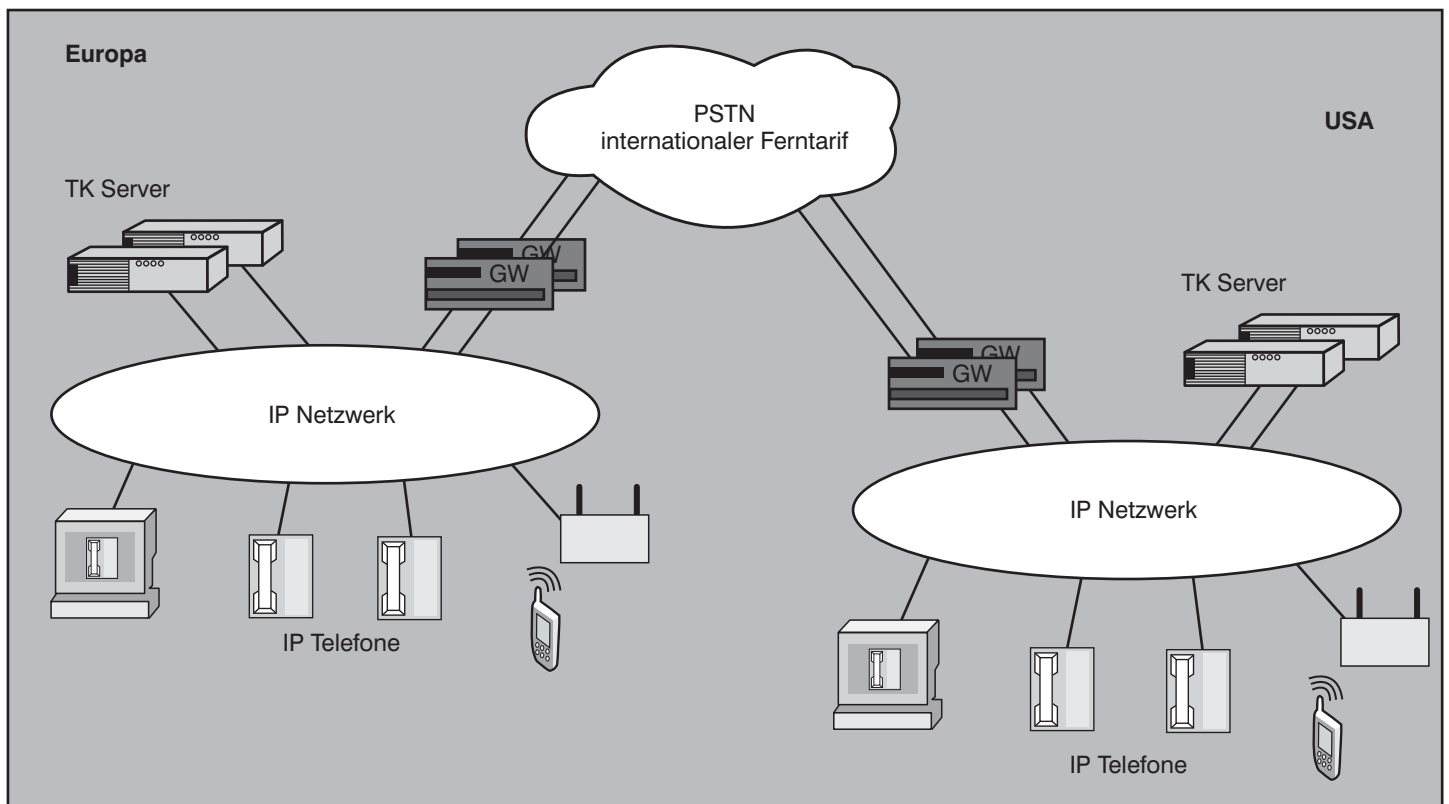 Europa
PSTN
internationaler Ferntarif
USA
TK Server
GW
GW
TK Server
GW
GW
IP Netzwerk
IP Netzwerk
IP Telefone
IP Telefone